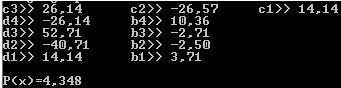 c3>> 26,14 c2>> -26,57 c1>> 14,14
d4>> -26,14 b4>> 10,36
d3>> 52,71 b3>> -2,71
d2>> -40,71 b2>> -2,50
d1>> 14,14 b1>> 3,71
P(x)=4,348